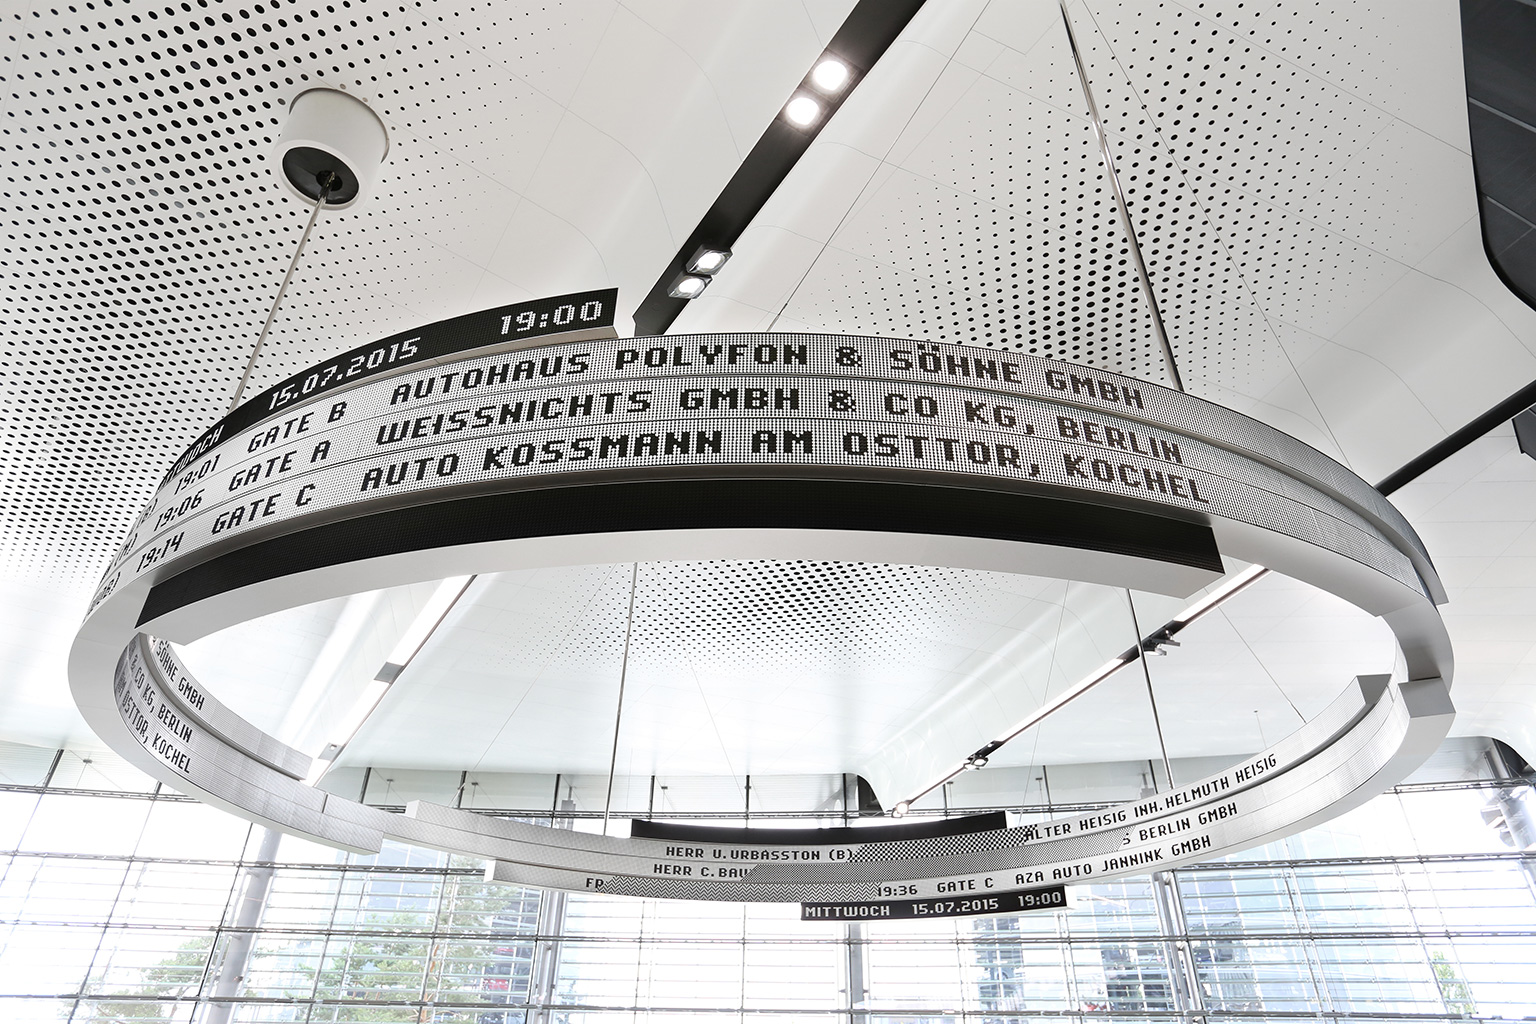 15.07.2015 19:00
19:01 GATE B AUTOHAUS POLYFON & SÖHNE GMBH
19:06 GATE A WEISSNICHTS GMBH & CO KG, BERLIN
19:14 GATE C AUTO KOSSMANN AM OSTTOR, KOCHEL
SÖHNE GMBH
& CO KG, BERLIN
OSTTOR, KOCHEL
HERR U. URBASSTON (B) HEISIG INH. HELMUTH HEISIG
HERR C. BERLIN GMBH
19:36 GATE C AZA AUTO JANNINK GMBH
MITTWOCH 15.07.2015 19:00